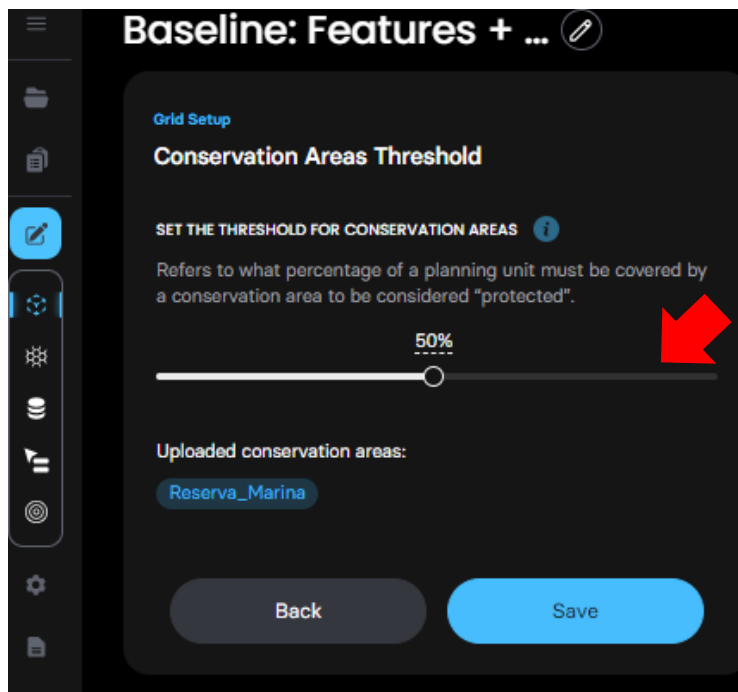 Baseline: Features + ...
Grid Setup
Conservation Areas Threshold
SET THE THRESHOLD FOR CONSERVATION AREAS i
Refers to what percentage of a planning unit must be covered by
a conservation area to be considered “protected”.
50%
Uploaded conservation areas:
Reserva_Marina
Back Save